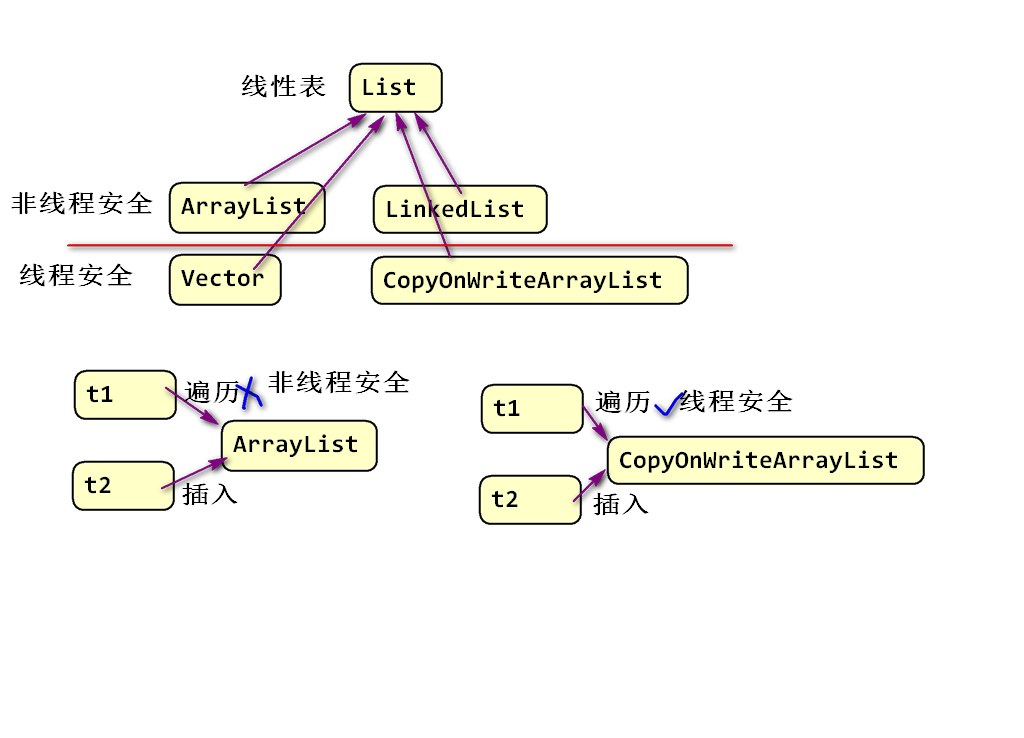 线性表 List
非线程安全 ArrayList LinkedList
线程安全 Vector CopyOnWriteArrayList
t1 遍历 非线程安全
ArrayList
t2 插入
t1 遍历 线程安全
CopyOnWriteArrayList
t2 插入